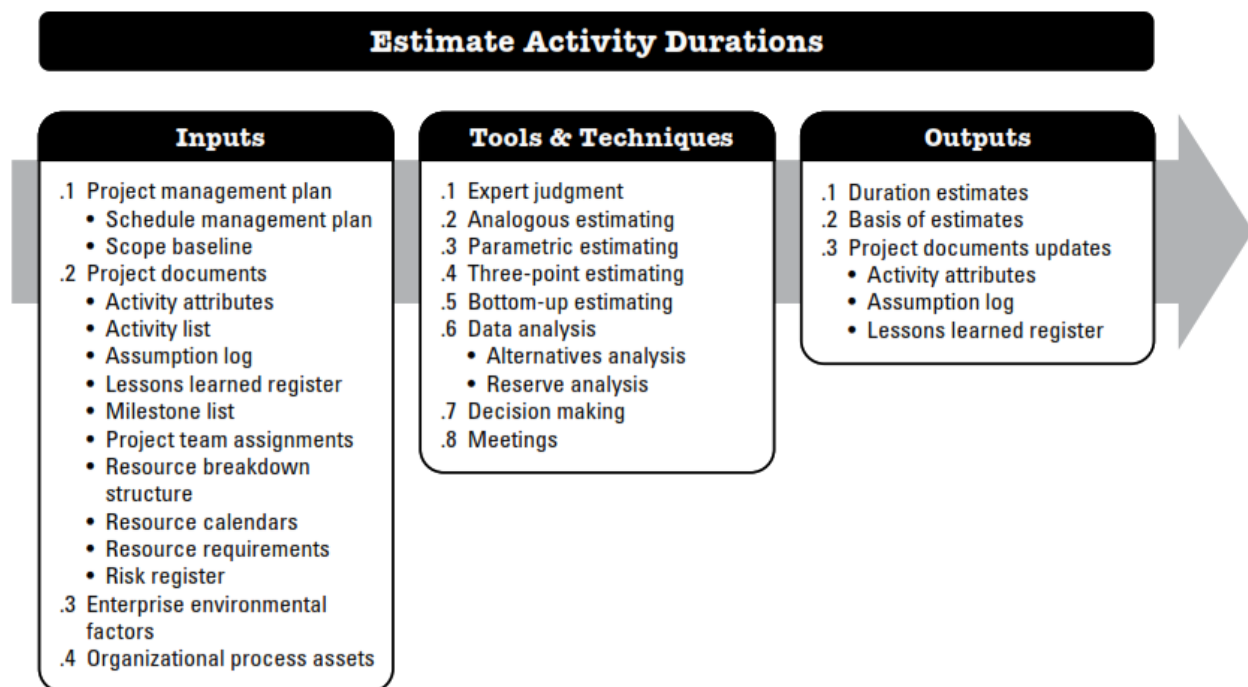 Estimate Activity Durations
Inputs
.1 Project management plan
• Schedule management plan
• Scope baseline
.2 Project documents
• Activity attributes
• Activity list
• Assumption log
• Lessons learned register
• Milestone list
• Project team assignments
• Resource breakdown
structure
• Resource calendars
• Resource requirements
• Risk register
.3 Enterprise environmental
factors
.4 Organizational process assets
Tools & Techniques
.1 Expert judgment
.2 Analogous estimating
.3 Parametric estimating
.4 Three-point estimating
.5 Bottom-up estimating
.6 Data analysis
• Alternatives analysis
• Reserve analysis
.7 Decision making
.8 Meetings
Outputs
.1 Duration estimates
.2 Basis of estimates
.3 Project documents updates
• Activity attributes
• Assumption log
• Lessons learned register